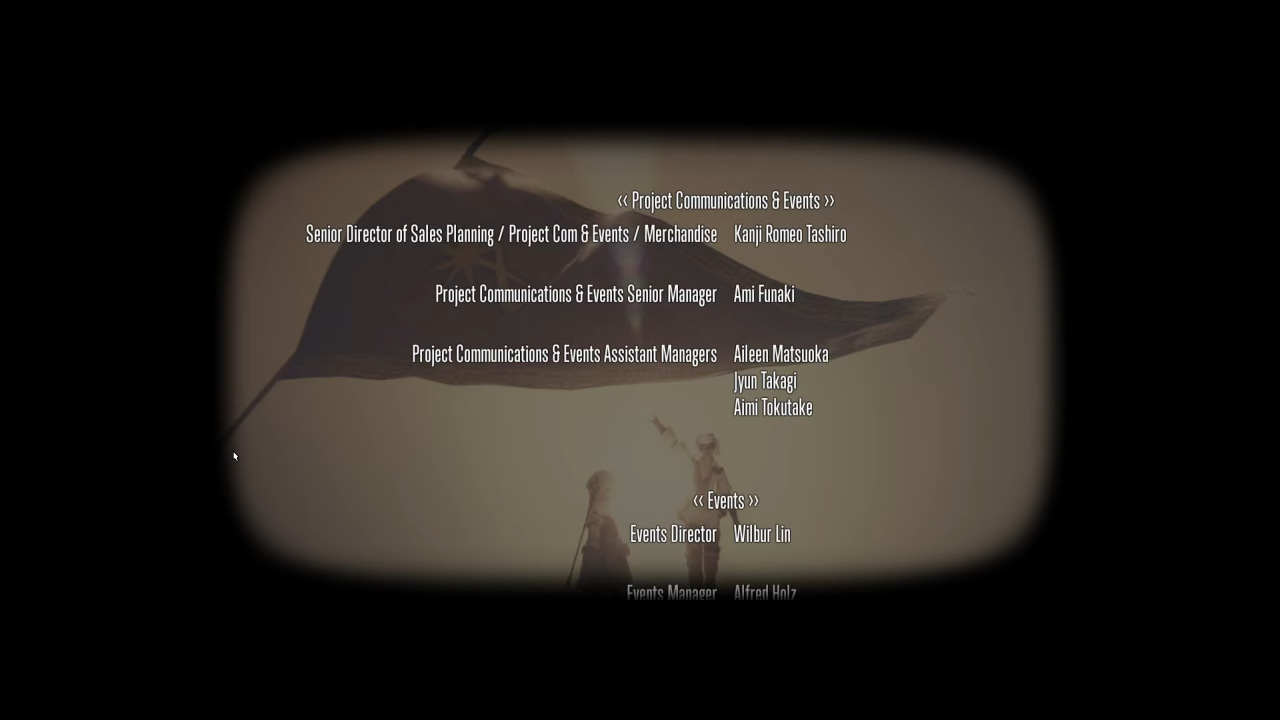 ‹‹ Project Communications & Events ››
Senior Director of Sales Planning / Project Com & Events / Merchandise Kanji Romeo Tashiro
Project Communications & Events Senior Manager Ami Funaki
Project Communications & Events Assistant Managers Aileen Matsuoka
Jyun Takagi
Aimi Tokutake
‹‹ Events ››
Events Director Wilbur Lin
Events Manager Alfred Holz